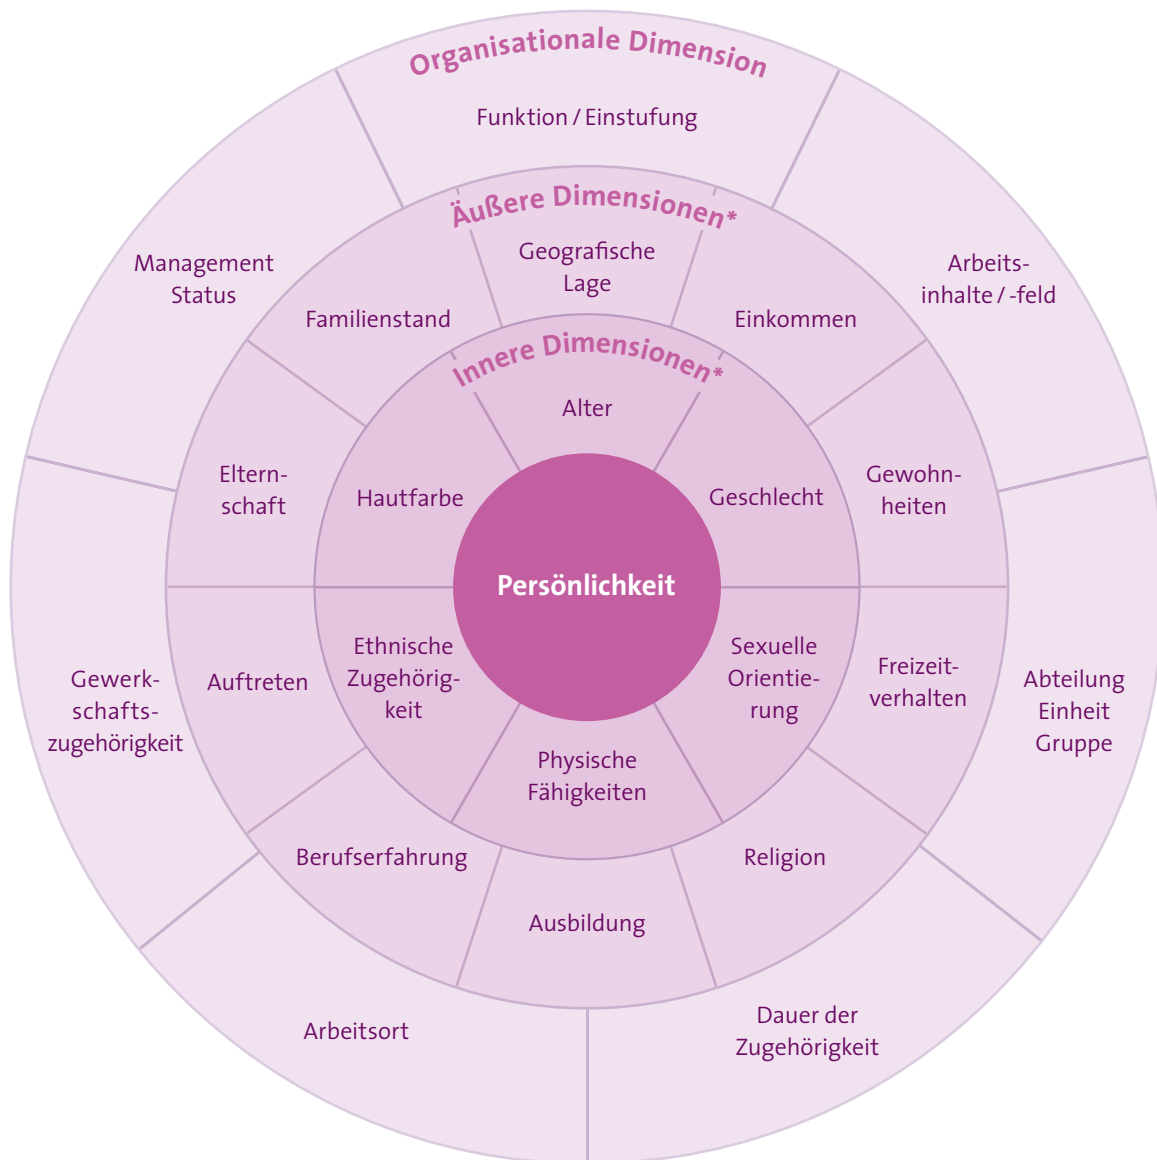 Organisationale Dimension
Funktion / Einstufung
Arbeits-
inhalte / -feld
Abteilung
Einheit
Gruppe
Dauer der
Zugehörigkeit
Arbeitsort
Gewerk-
schafts-
zugehörigkeit
Management
Status
Äußere Dimensionen*
Geografische
Lage
Einkommen
Gewohn-
heiten
Freizeit-
verhalten
Religion
Ausbildung
Berufserfahrung
Auftreten
Eltern-
schaft
Familienstand
Innere Dimensionen*
Alter
Geschlecht
Sexuelle
Orientie-
rung
Physische
Fähigkeiten
Ethnische
Zugehörig-
keit
Hautfarbe
Persönlichkeit